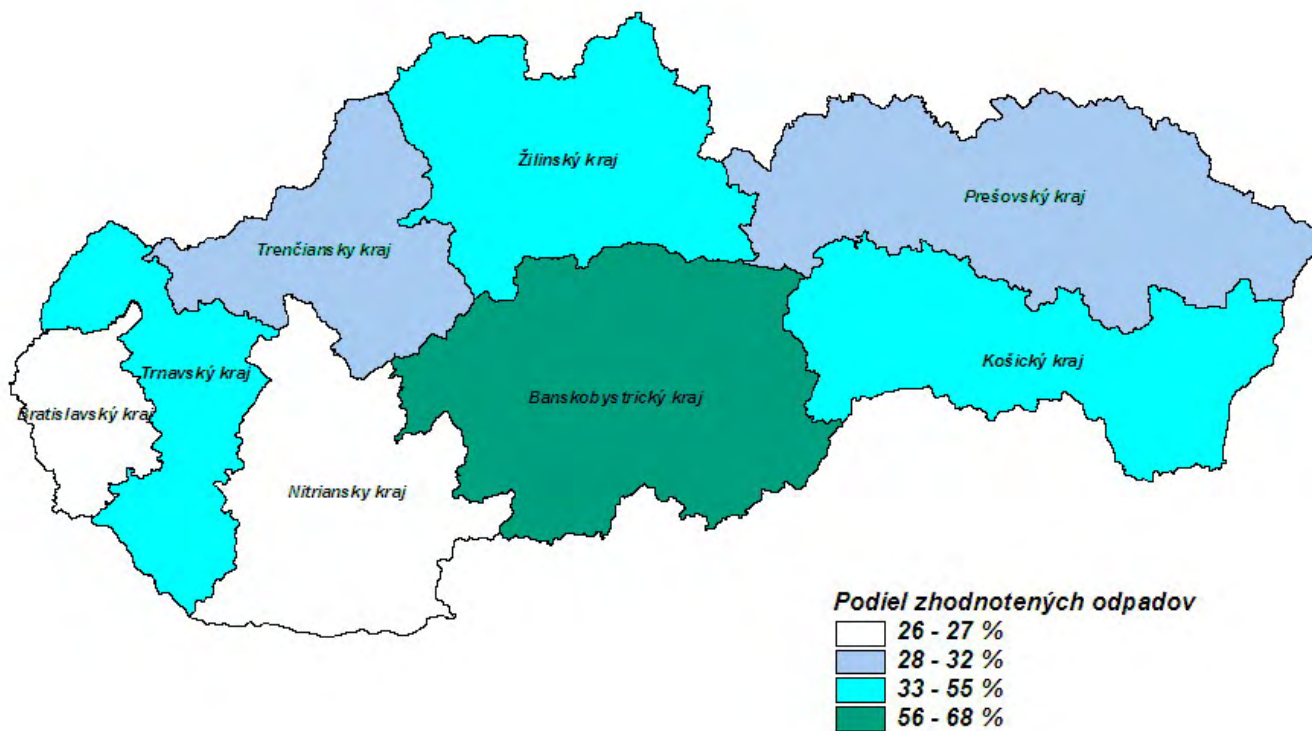 Žilinský kraj
Prešovský kraj
Trenčiansky kraj
Košický kraj
Trnavský kraj
Banskobystrický kraj
Bratislavský kraj
Nitriansky kraj
Podiel zhodnotených odpadov
26 - 27 %
28 - 32 %
33 - 55 %
56 - 68 %